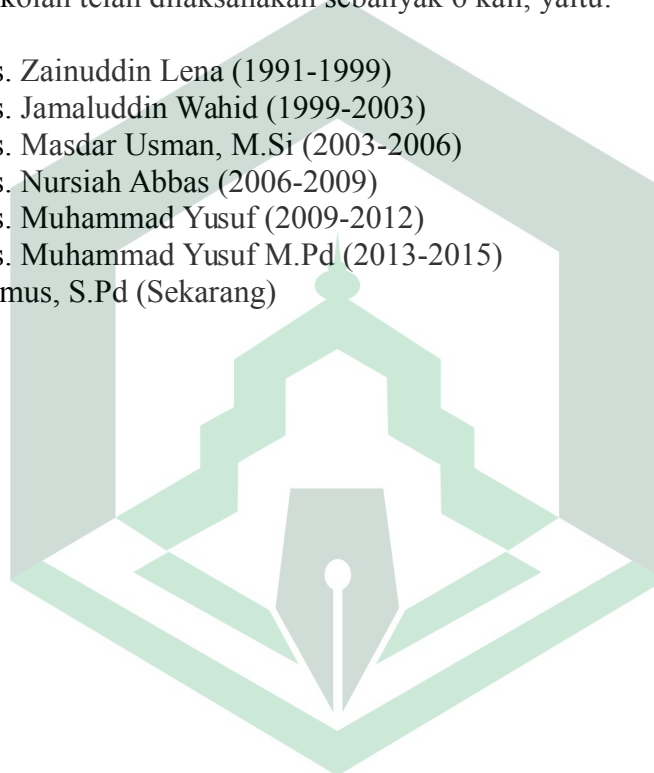 telah dilaksanakan sebanyak 6 kali, yaitu:
s. Zainuddin Lena (1991-1999)
s. Jamaluddin Wahid (1999-2003)
s. Masdar Usman, M.Si (2003-2006)
s. Nursiah Abbas (2006-2009)
s. Muhammad Yusuf (2009-2012)
s. Muhammad Yusuf M.Pd (2013-2015)
mus, S.Pd (Sekarang)